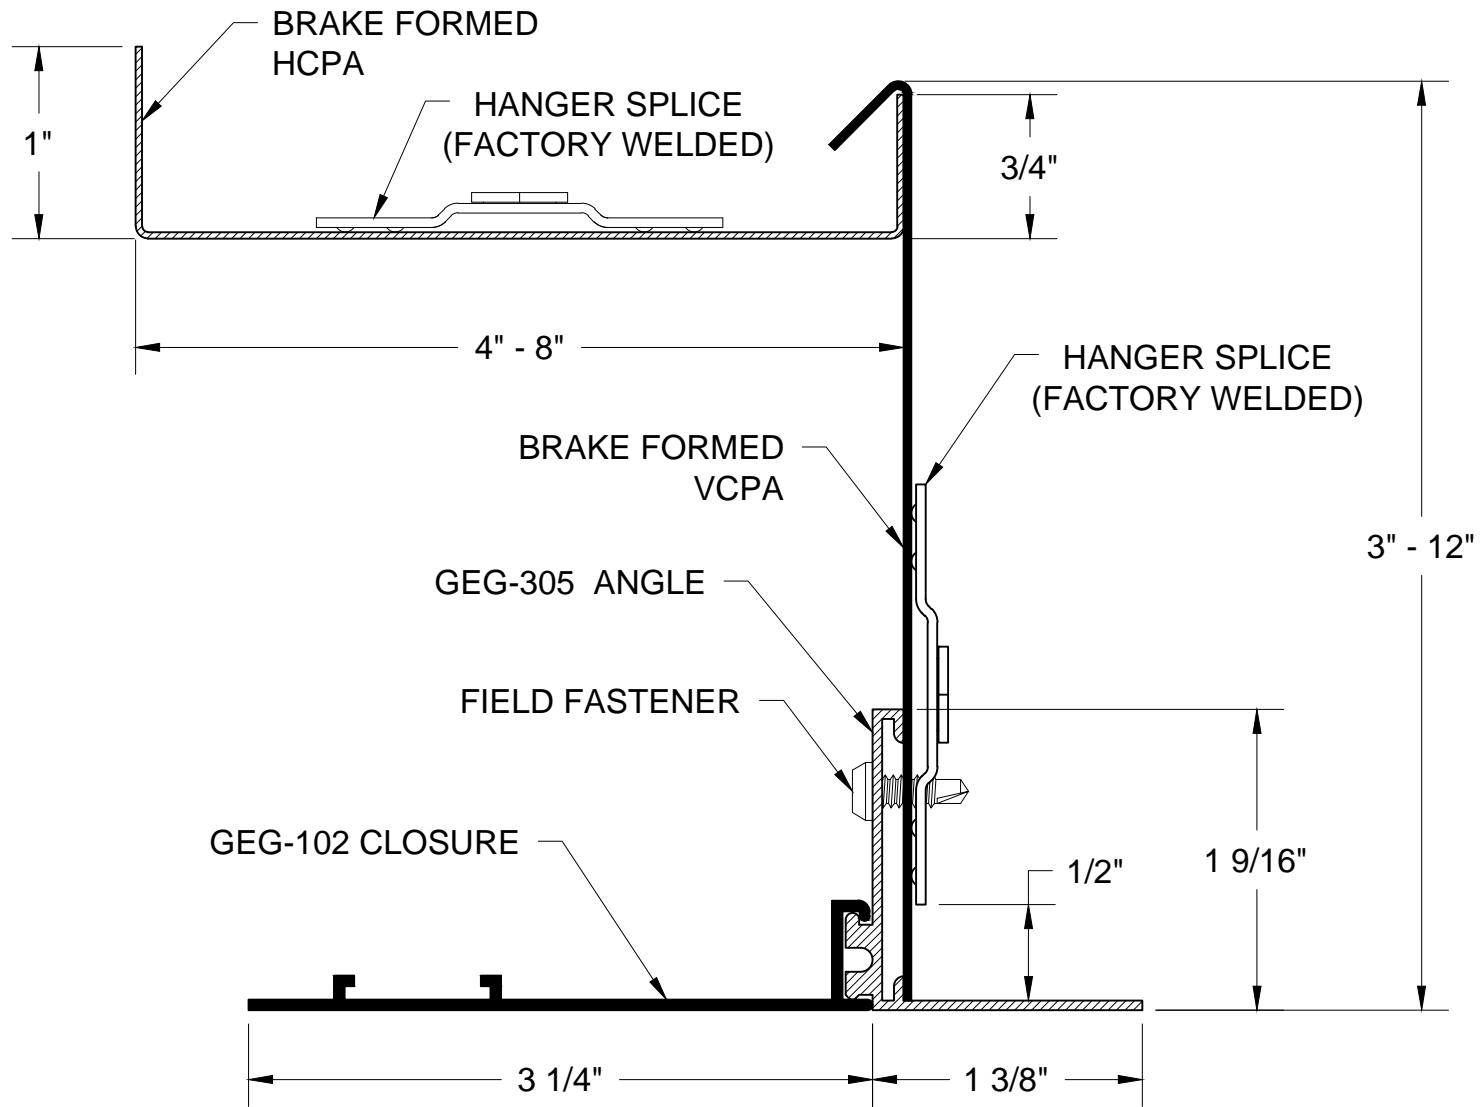 BRAKE FORMED
HCPA
1"
HANGER SPLICE
(FACTORY WELDED)
3/4"
4" - 8"
HANGER SPLICE
(FACTORY WELDED)
BRAKE FORMED
VCPA
3" - 12"
GEG-305 ANGLE
FIELD FASTENER
GEG-102 CLOSURE
1/2"
1 9/16"
3 1/4"
1 3/8"